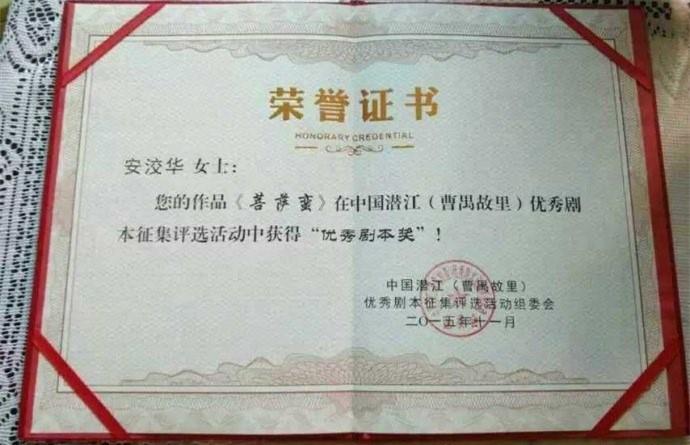 荣誉证书
HONORARY CREDENTIAL
安洨华 女士：
您的作品《菩萨蛮》在中国潜江（曹禺故里）优秀剧
本征集评选活动中获得“优秀剧本奖”！
中国潜江（曹禺故里）
优秀剧本征集评选活动组委会
二〇一五年十一月